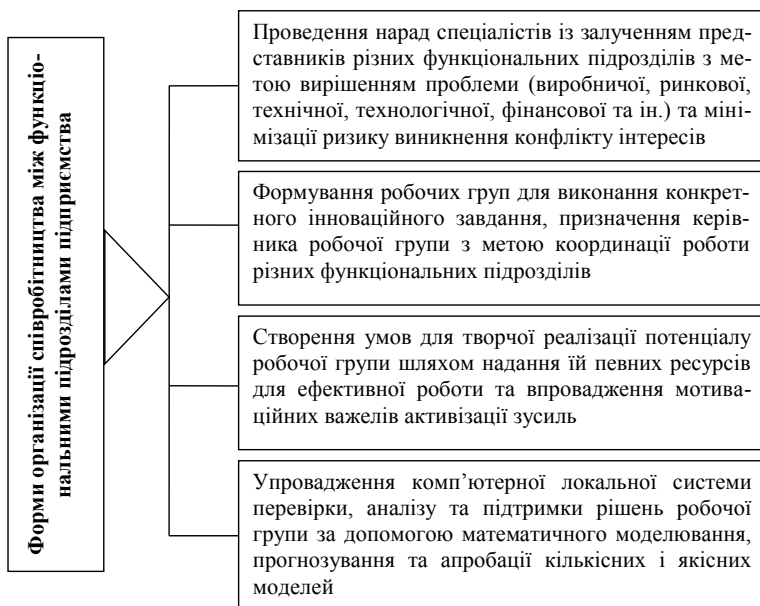 Форми організації співробітництва між функціо-
нальними підрозділами підприємства
Проведення нарад спеціалістів із залученням пред-
ставників різних функціональних підрозділів з ме-
тою вирішенням проблеми (виробничої, ринкової,
технічної, технологічної, фінансової та ін.) та міні-
мізації ризику виникнення конфлікту інтересів
Формування робочих груп для виконання конкрет-
ного інноваційного завдання, призначення керів-
ника робочої групи з метою координації роботи
різних функціональних підрозділів
Створення умов для творчої реалізації потенціалу
робочої групи шляхом надання їй певних ресурсів
для ефективної роботи та впровадження мотива-
ційних важелів активізації зусиль
Упровадження комп’ютерної локальної системи
перевірки, аналізу та підтримки рішень робочої
групи за допомогою математичного моделювання,
прогнозування та апробації кількісних і якісних
моделей